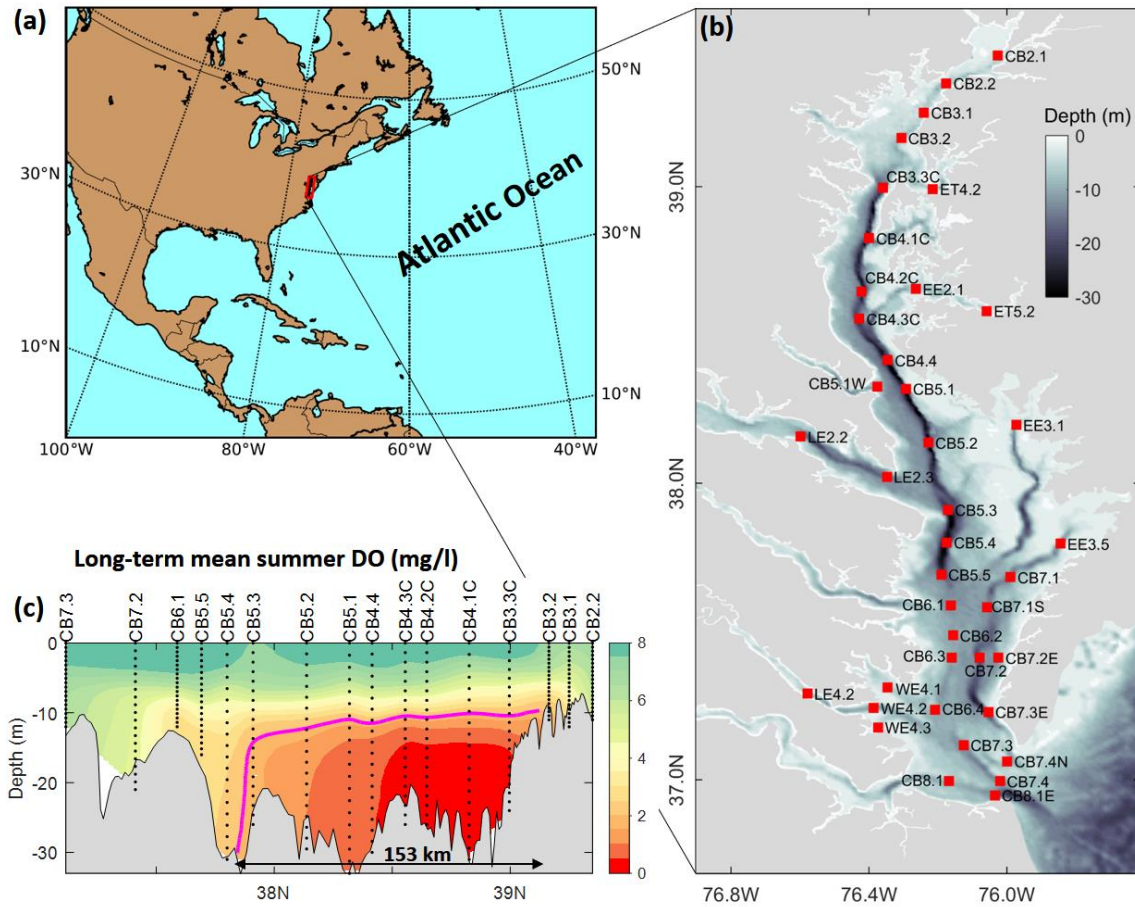 (a)
50°N
30°N
Atlantic Ocean
30°N
10°N
10°N
100°W
80°W
60°W
40°W
(b)
CB2.1
CB2.2
CB3.1
CB3.2
CB3.3C
ET4.2
CB4.1C
CB4.2C
EE2.1
ET5.2
CB4.3C
CB4.4
CB5.1W
CB5.1
EE3.1
LE2.2
CB5.2
LE2.3
CB5.3
CB5.4
EE3.5
CB5.5
CB7.1
CB6.1
CB7.1S
CB6.2
CB6.3
CB7.2
CB7.2E
WE4.1
LE4.2
WE4.2
CB6.4
CB7.3E
WE4.3
CB7.3
CB7.4N
CB8.1
CB7.4
CB8.1E
Depth (m)
0
-10
-20
-30
39.0N
38.0N
37.0N
76.8W
76.4W
76.0W
Long-term mean summer DO (mg/l)
(c)
CB7.3
CB7.2
CB6.1
CB5.5
CB5.4
CB5.3
CB5.2
CB5.1
CB4.4
CB4.3C
CB4.2C
CB4.1C
CB3.3C
CB3.2
CB3.1
CB2.2
Depth (m)
0
-10
-20
-30
153 km
38N
39N
8
6
4
2
0